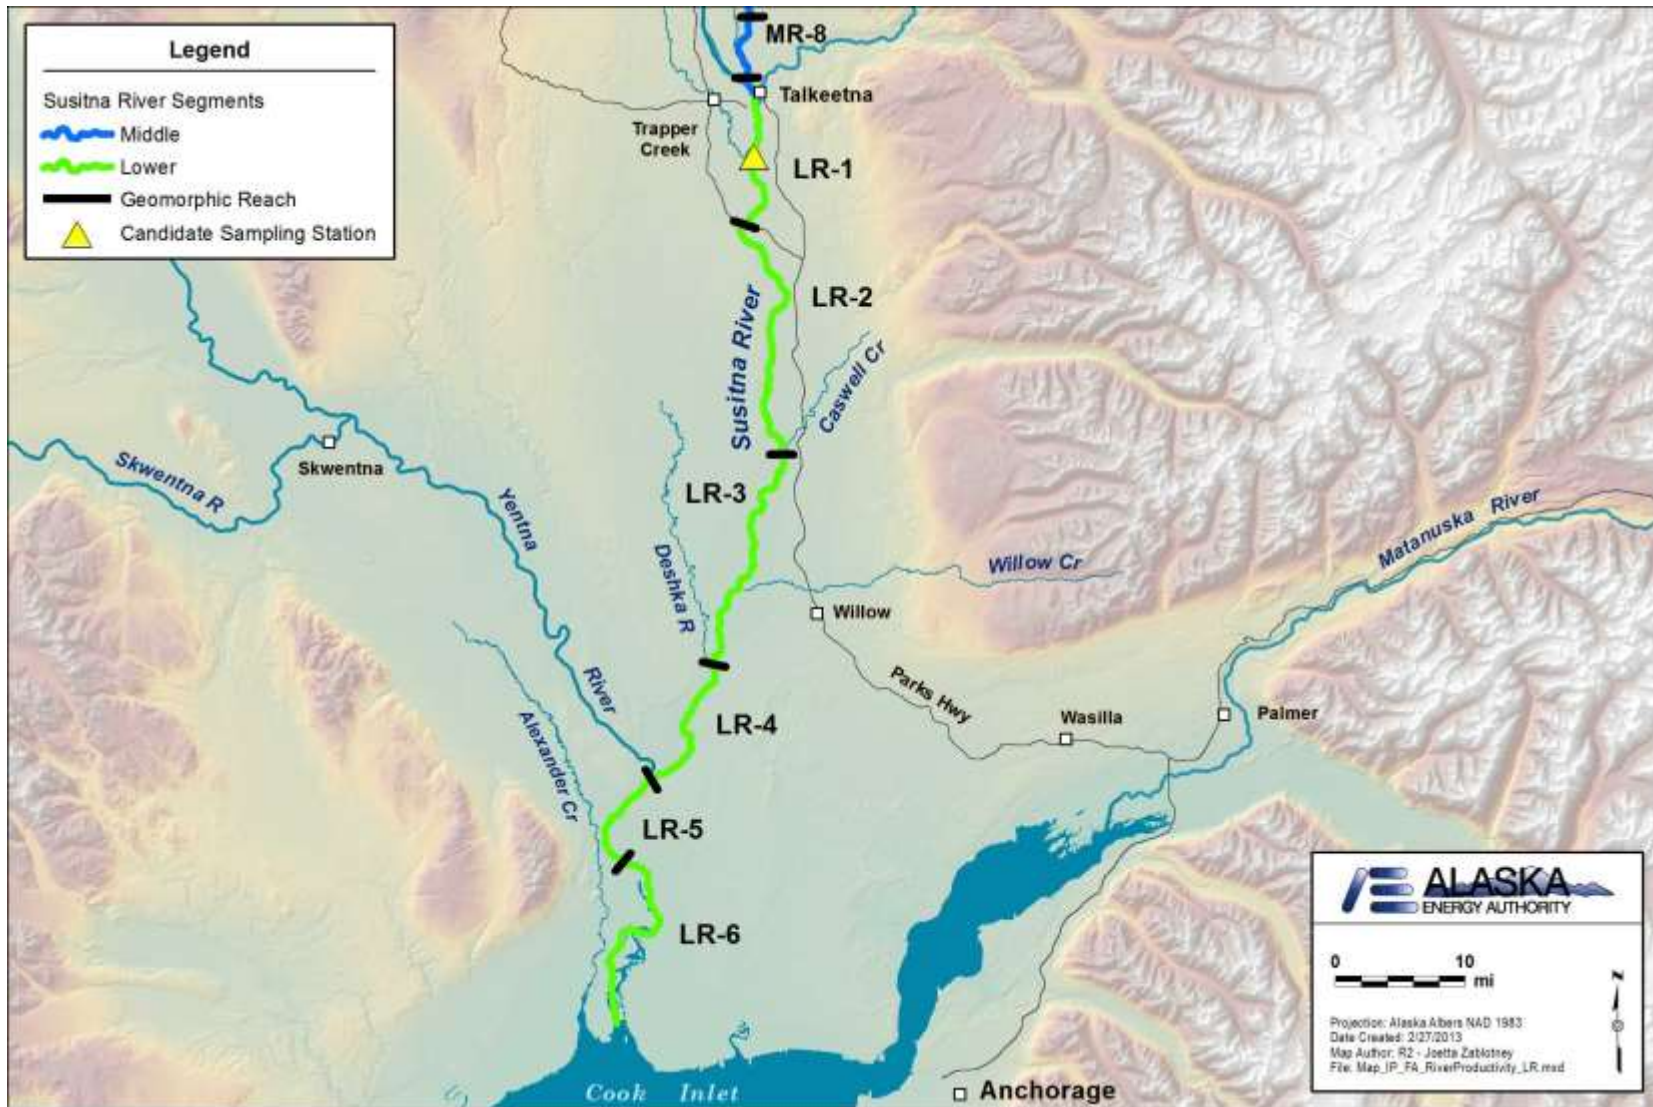 Legend
Susitna River Segments
Middle
Lower
Geomorphic Reach
Candidate Sampling Station
MR-8
Talkeetna
Trapper
Creek
LR-1
LR-2
Susitna River
Caswell Cr
Skwentna
Skwentna R
Yentna
River
LR-3
Deshka R
Willow Cr
Matanuska River
Willow
Parks Hwy
Wasilla
Palmer
LR-4
Alexander Cr
LR-5
LR-6
Cook Inlet
Anchorage
ALASKA
ENERGY AUTHORITY
0 10
mi
N
Projection: Alaska Albers NAD 1983
Date Created: 2/27/2013
Map Author: R2 - Joetta Zablotney
File: Map_IP_FA_RiverProductivity_LR.mxd